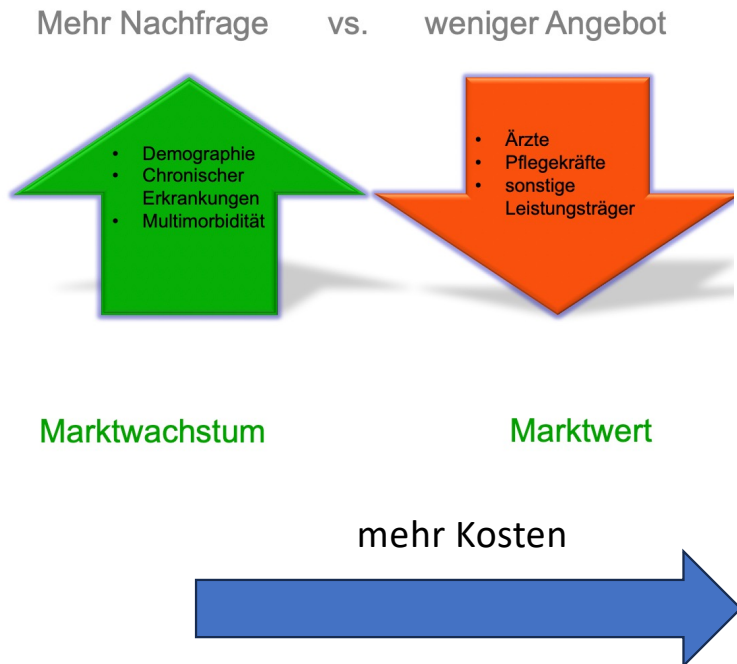 Mehr Nachfrage vs. weniger Angebot
• Demographie
• Chronischer
Erkrankungen
• Multimorbidität
• Ärzte
• Pflegekräfte
• sonstige
Leistungsträger
Marktwachstum
Marktwert
mehr Kosten